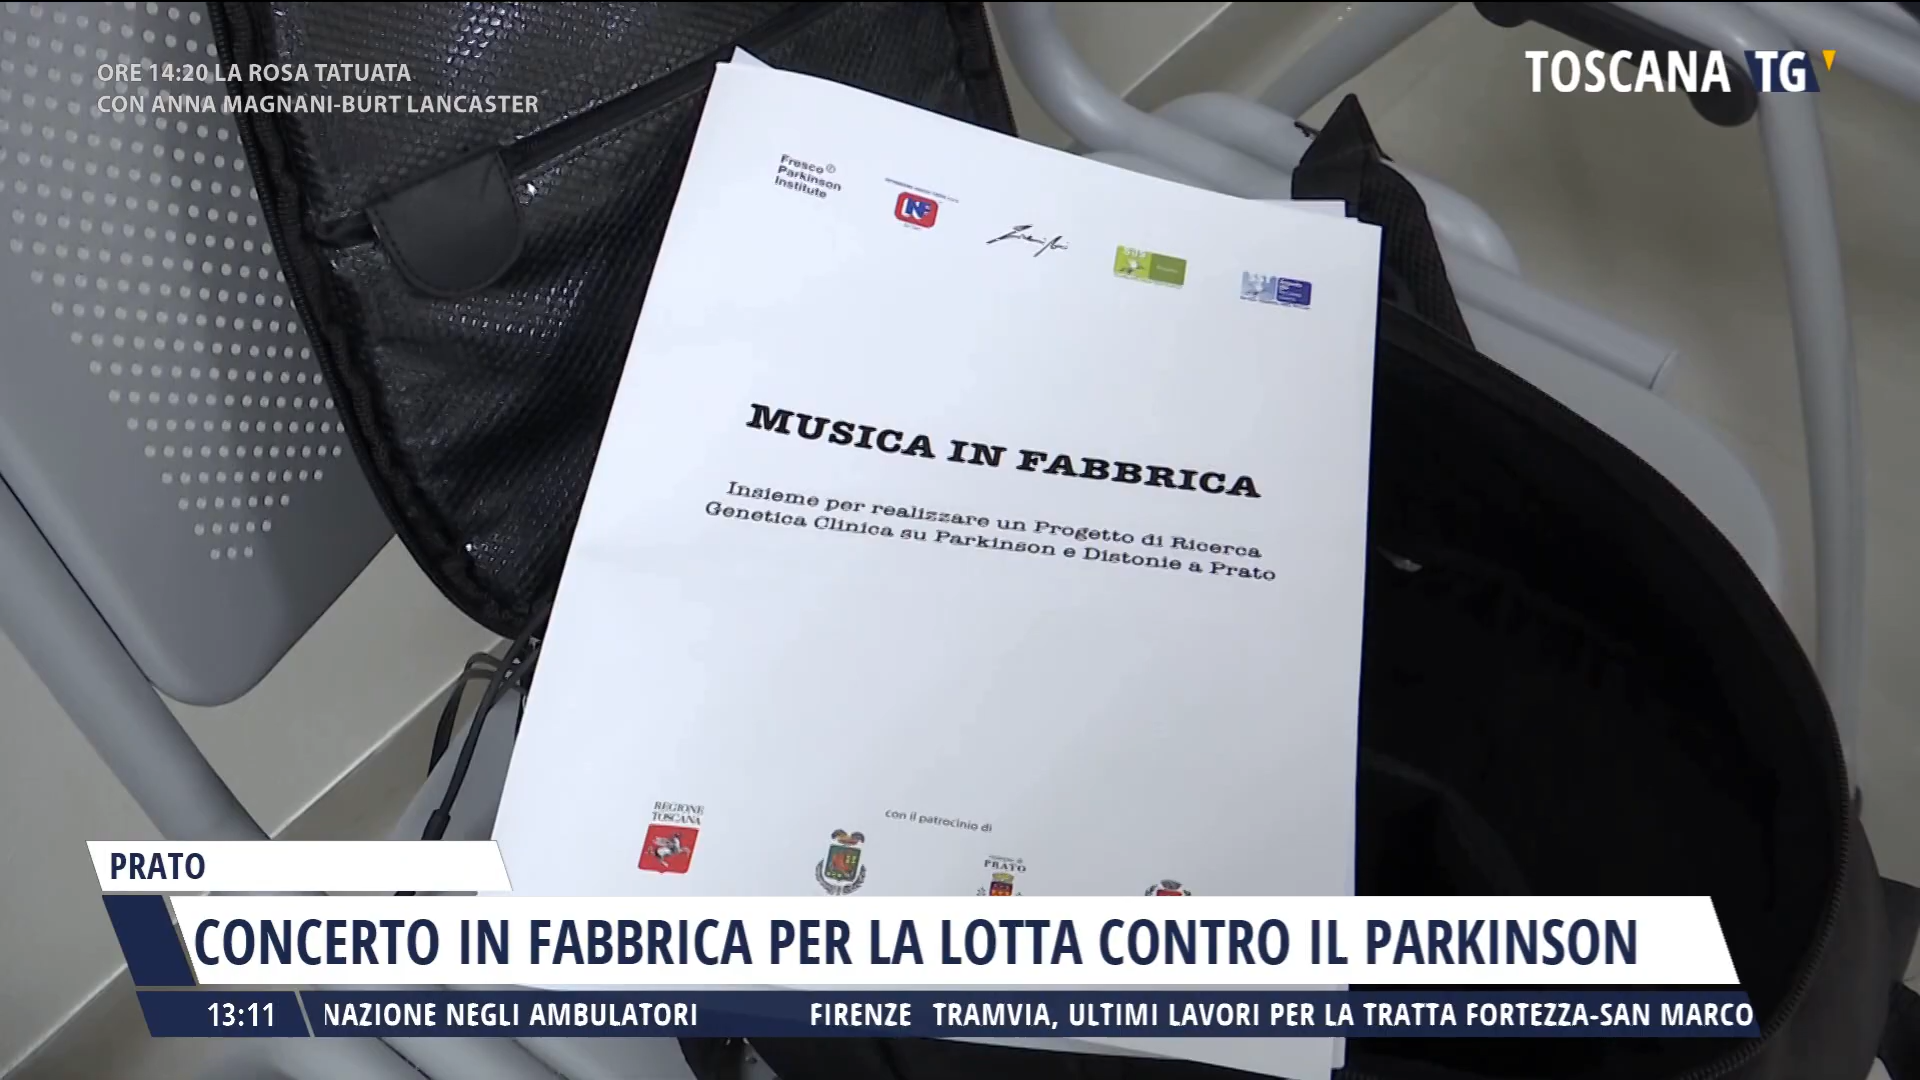 ORE 14:20 LA ROSA TATUATA
CON ANNA MAGNANI-BURT LANCASTER
TOSCANA TG
Fresco
Parkinson
Institute
MUSICA IN FABBRICA
Insieme per realizzare un Progetto di Ricerca
Genetica Clinica su Parkinson e Distonie a Prato
con il patrocinio di
REGIONE
TOSCANA
PRATO
PRATO
CONCERTO IN FABBRICA PER LA LOTTA CONTRO IL PARKINSON
13:11 NAZIONE NEGLI AMBULATORI FIRENZE TRAMVIA, ULTIMI LAVORI PER LA TRATTA FORTEZZA-SAN MARCO